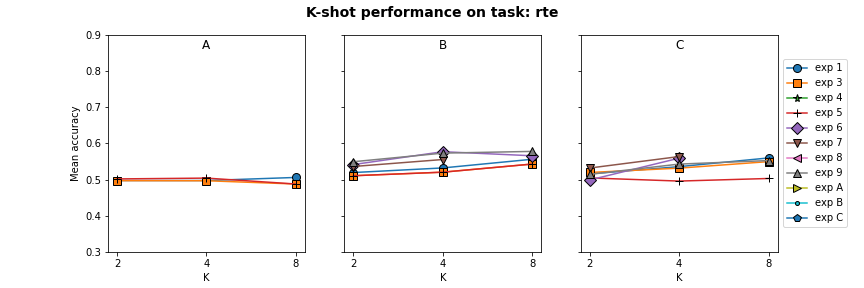 K-shot performance on task: rte
A
B
C
Mean accuracy
0.9
0.8
0.7
0.6
0.5
0.4
0.3
2 4 8
K
2 4 8
K
2 4 8
K
exp 1
exp 3
exp 4
exp 5
exp 6
exp 7
exp 8
exp 9
exp A
exp B
exp C